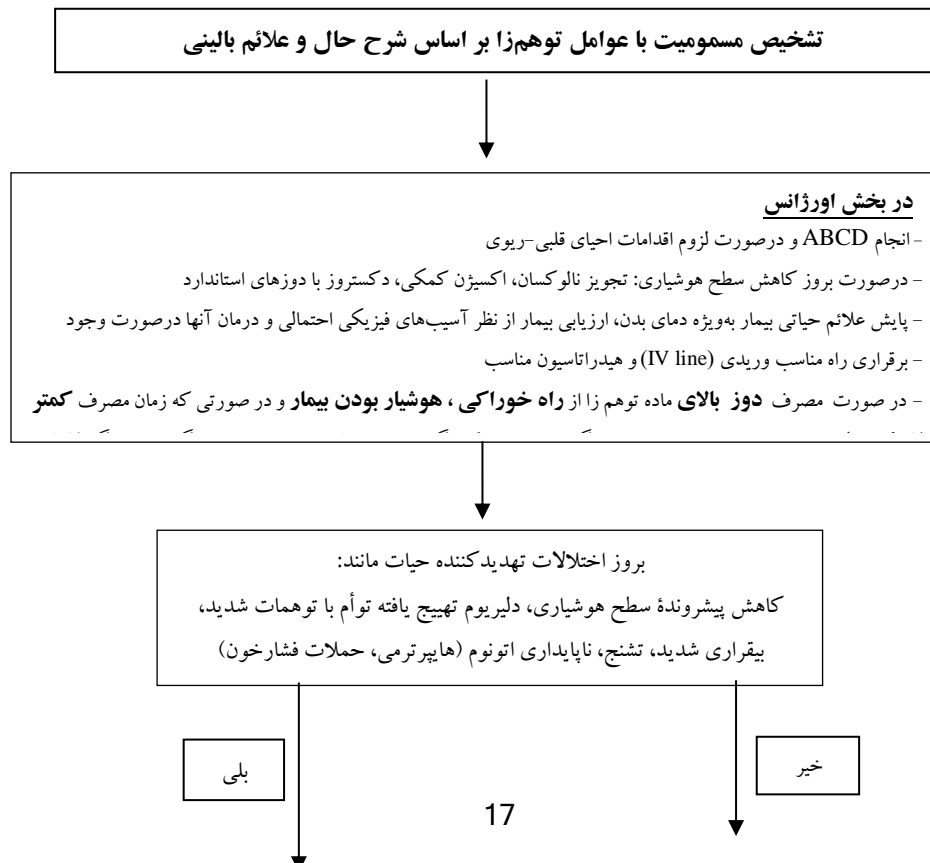 تشخیص مسمومیت با عوامل توهم‌زا بر اساس شرح حال و علائم بالینی
در بخش اورژانس
- انجام ABCD و درصورت لزوم اقدامات احیای قلبی-ریوی
- درصورت بروز کاهش سطح هوشیاری: تجویز نالوکسان، اکسیژن کمکی، دکستروز با دوزهای استاندارد
- پایش علائم حیاتی بیمار به‌ویژه دمای بدن، ارزیابی بیمار از نظر آسیب‌های فیزیکی احتمالی و درمان آنها درصورت وجود
- برقراری راه مناسب وریدی (IV line) و هیدراتاسیون مناسب
- در صورت مصرف دوز بالای ماده توهم زا از راه خوراکی ، هوشیار بودن بیمار و در صورتی که زمان مصرف کمتر
بروز اختلالات تهدیدکننده حیات مانند:
کاهش پیشروندۀ سطح هوشیاری، دلیریوم تهییج یافته توأم با توهمات شدید،
بیقراری شدید، تشنج، ناپایداری اتونوم (هایپرترمی، حملات فشارخون)
خیر
بلی
17